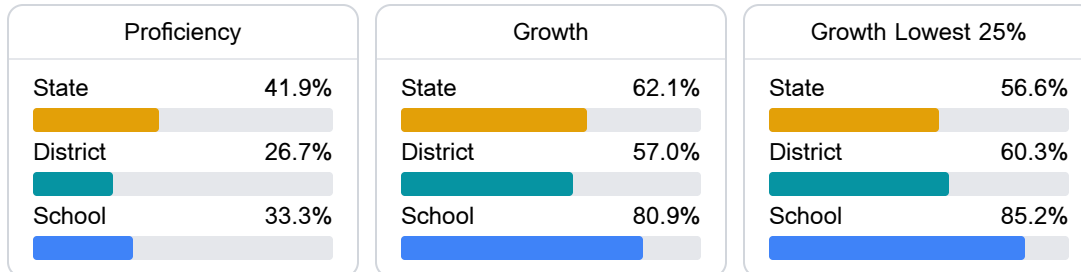 Proficiency
State 41.9%
District 26.7%
School 33.3%
Growth
State 62.1%
District 57.0%
School 80.9%
Growth Lowest 25%
State 56.6%
District 60.3%
School 85.2%